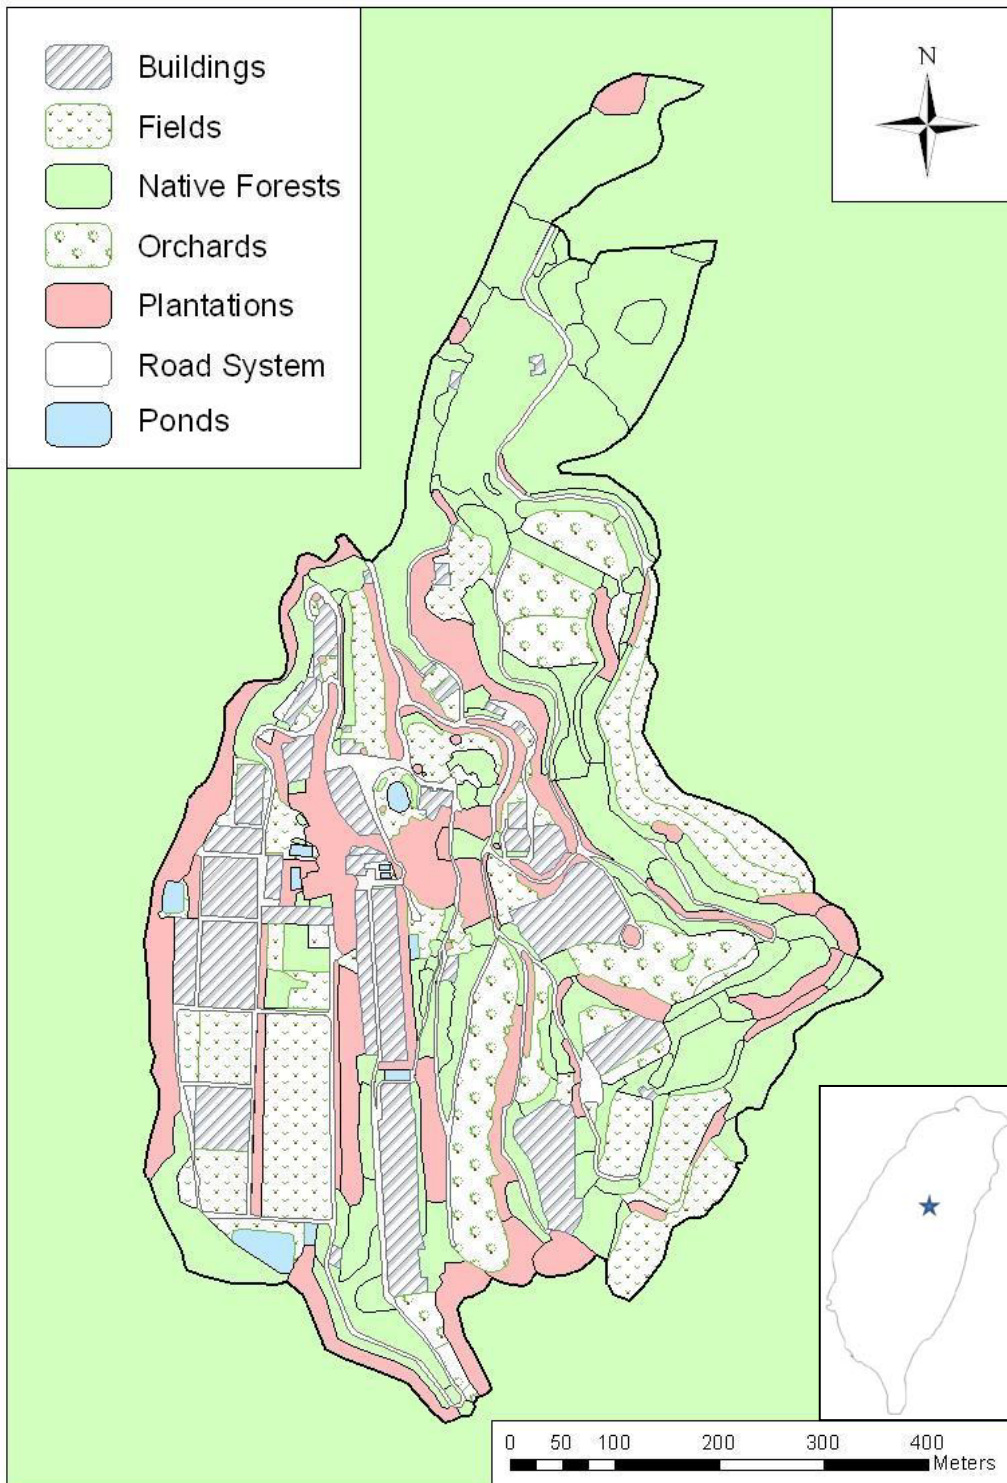 Buildings
Fields
Native Forests
Orchards
Plantations
Road System
Ponds
N
0 50 100 200 300 400
Meters